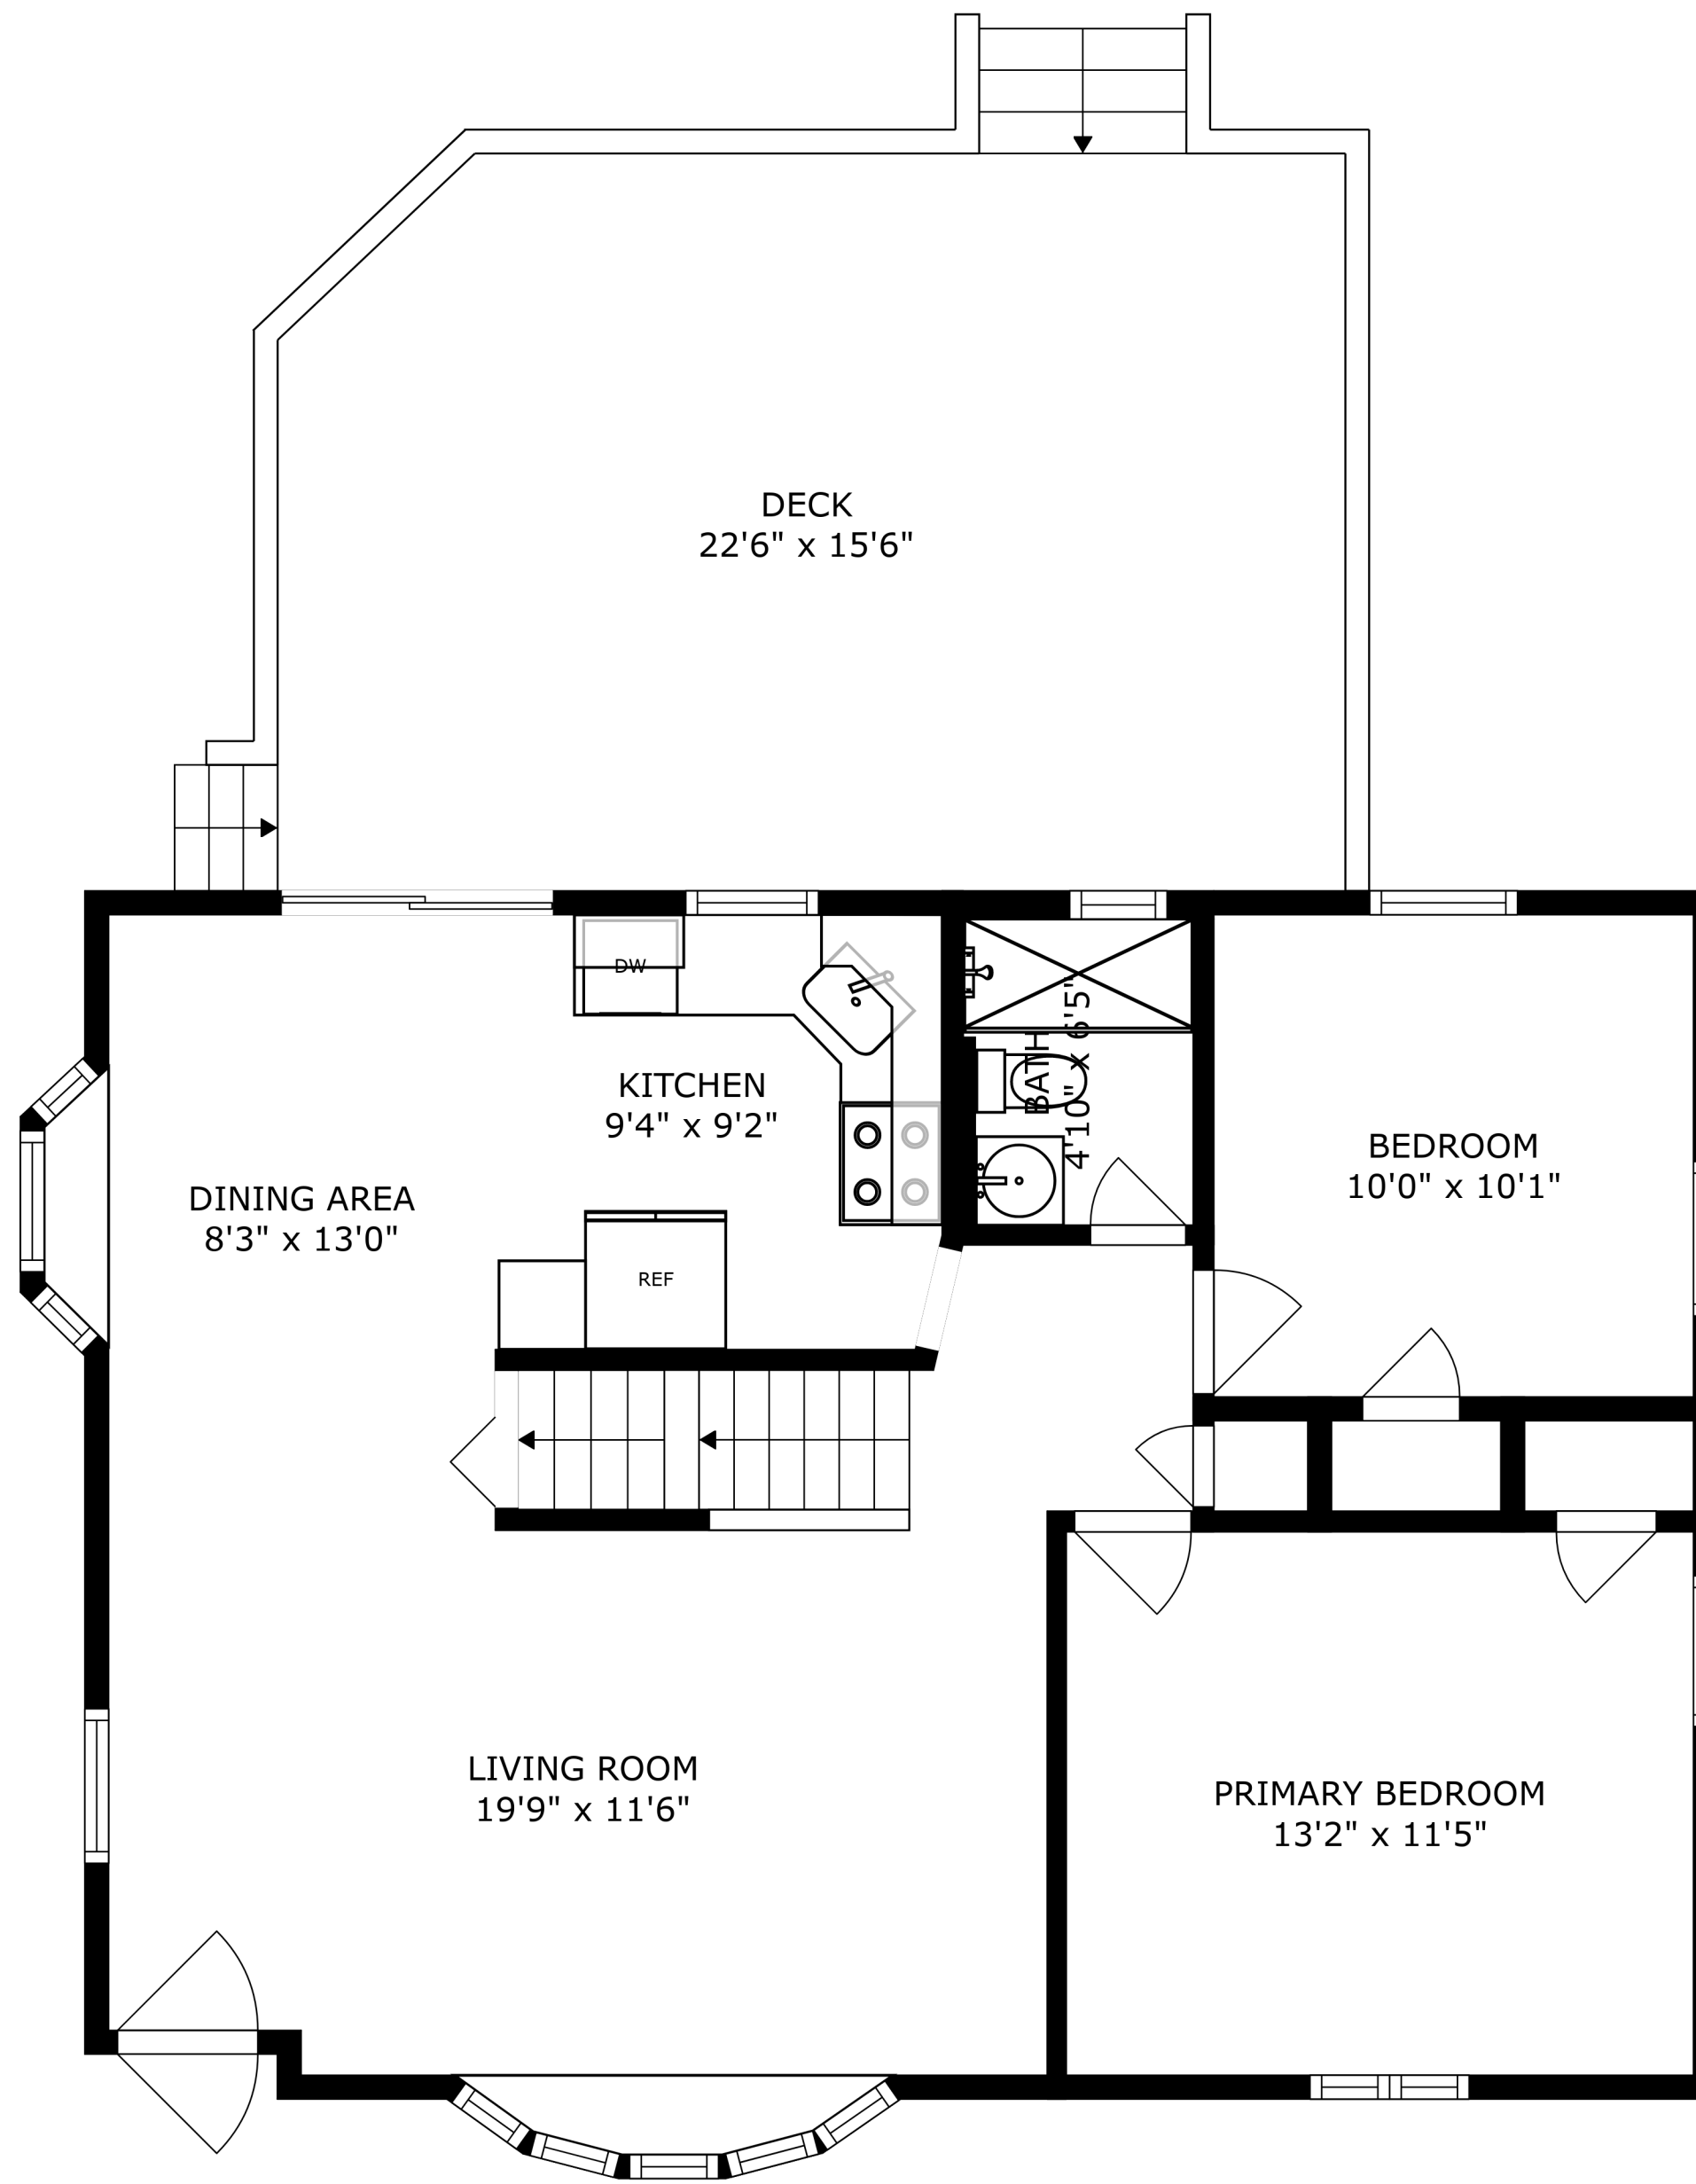 DECK
22'6" x 15'6"
DW
KITCHEN
9'4" x 9'2"
BATH
4'10" x 6'5"
BEDROOM
10'0" x 10'1"
DINING AREA
8'3" x 13'0"
REF
LIVING ROOM
19'9" x 11'6"
PRIMARY BEDROOM
13'2" x 11'5"